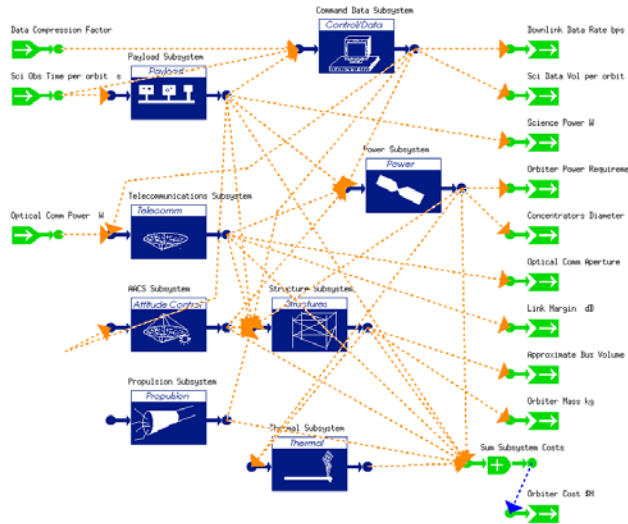 Command Data Subsystem
Data Compression Factor
Control/Data
Downlink Data Rate bps
Payload Subsystem
Sci Obs Time per orbit s
Payload
Sci Data Vol per orbit
Science Power W
Power Subsystem
Power
Orbiter Power Requireme
Telecommunications Subsystem
Optical Comm Power W
Telecomm
Concentrators Diameter
Optical Comm Aperture
AACS Subsystem
Structure Subsystem
Attitude Control
Structures
Link Margin dB
Approximate Bus Volume
Propulsion Subsystem
Propulsion
Orbiter Mass kg
Thermal Subsystem
Thermal
Sum Subsystem Costs
Orbiter Cost $M